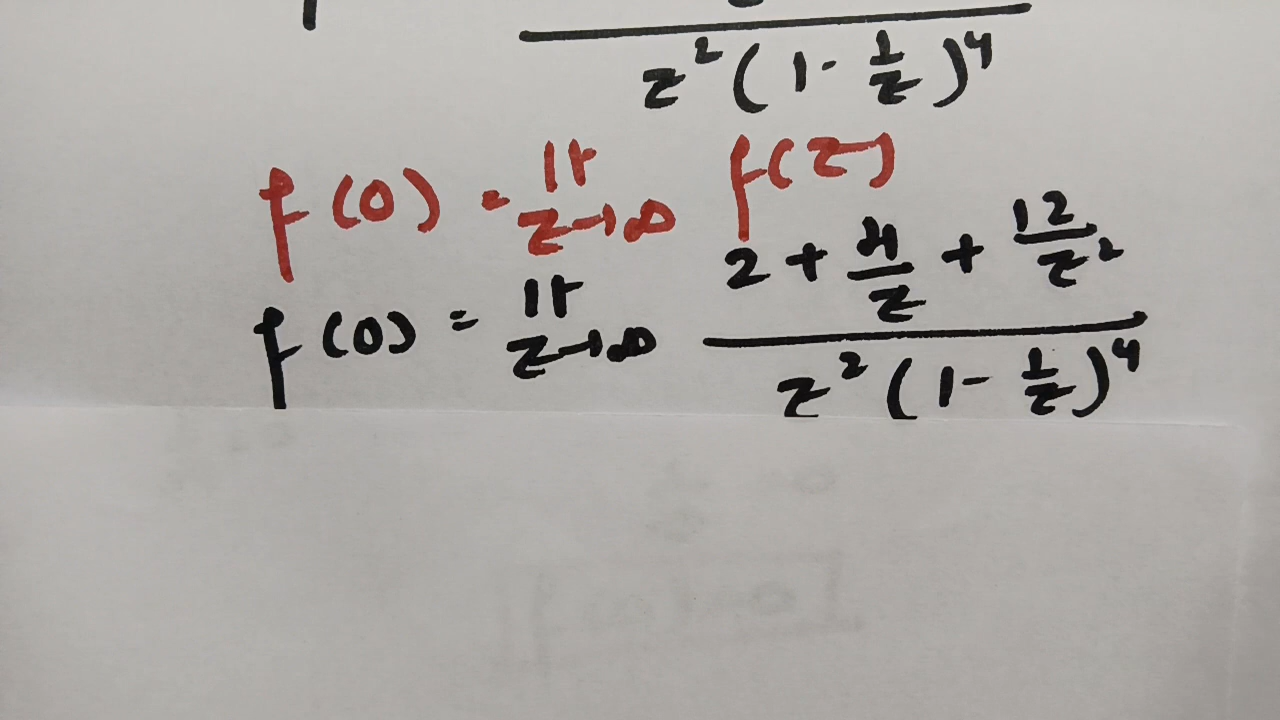 z²(1-1/z)⁴
f(0) = lt z→∞ f(z)
f(0) = lt z→∞ (2 + 4/z + 12/z²) / (z²(1-1/z)⁴)